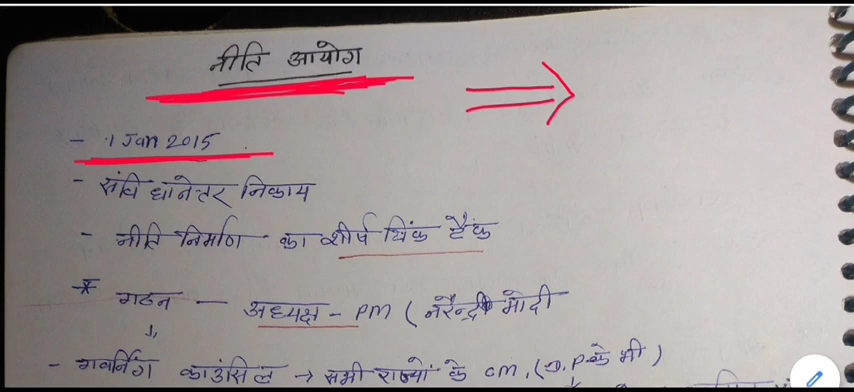 नीति आयोग
- 1 Jan 2015
- संविधानेतर निकाय
- नीति निर्माण का शीर्ष थिंक टैंक
* गठन - अध्यक्ष - PM (नरेन्द्र मोदी
- गवर्निंग काउंसिल → सभी राज्यों के CM, (U.P के भी)